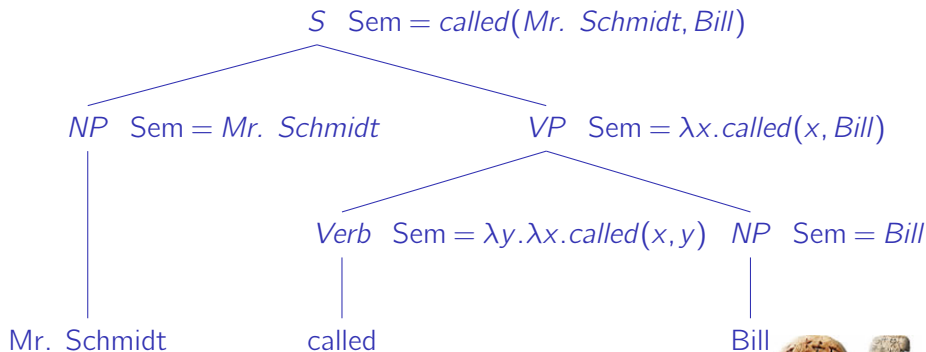 S Sem = called(Mr. Schmidt, Bill)
NP Sem = Mr. Schmidt VP Sem = λx.called(x, Bill)
Verb Sem = λy.λx.called(x, y) NP Sem = Bill
Mr. Schmidt called Bill